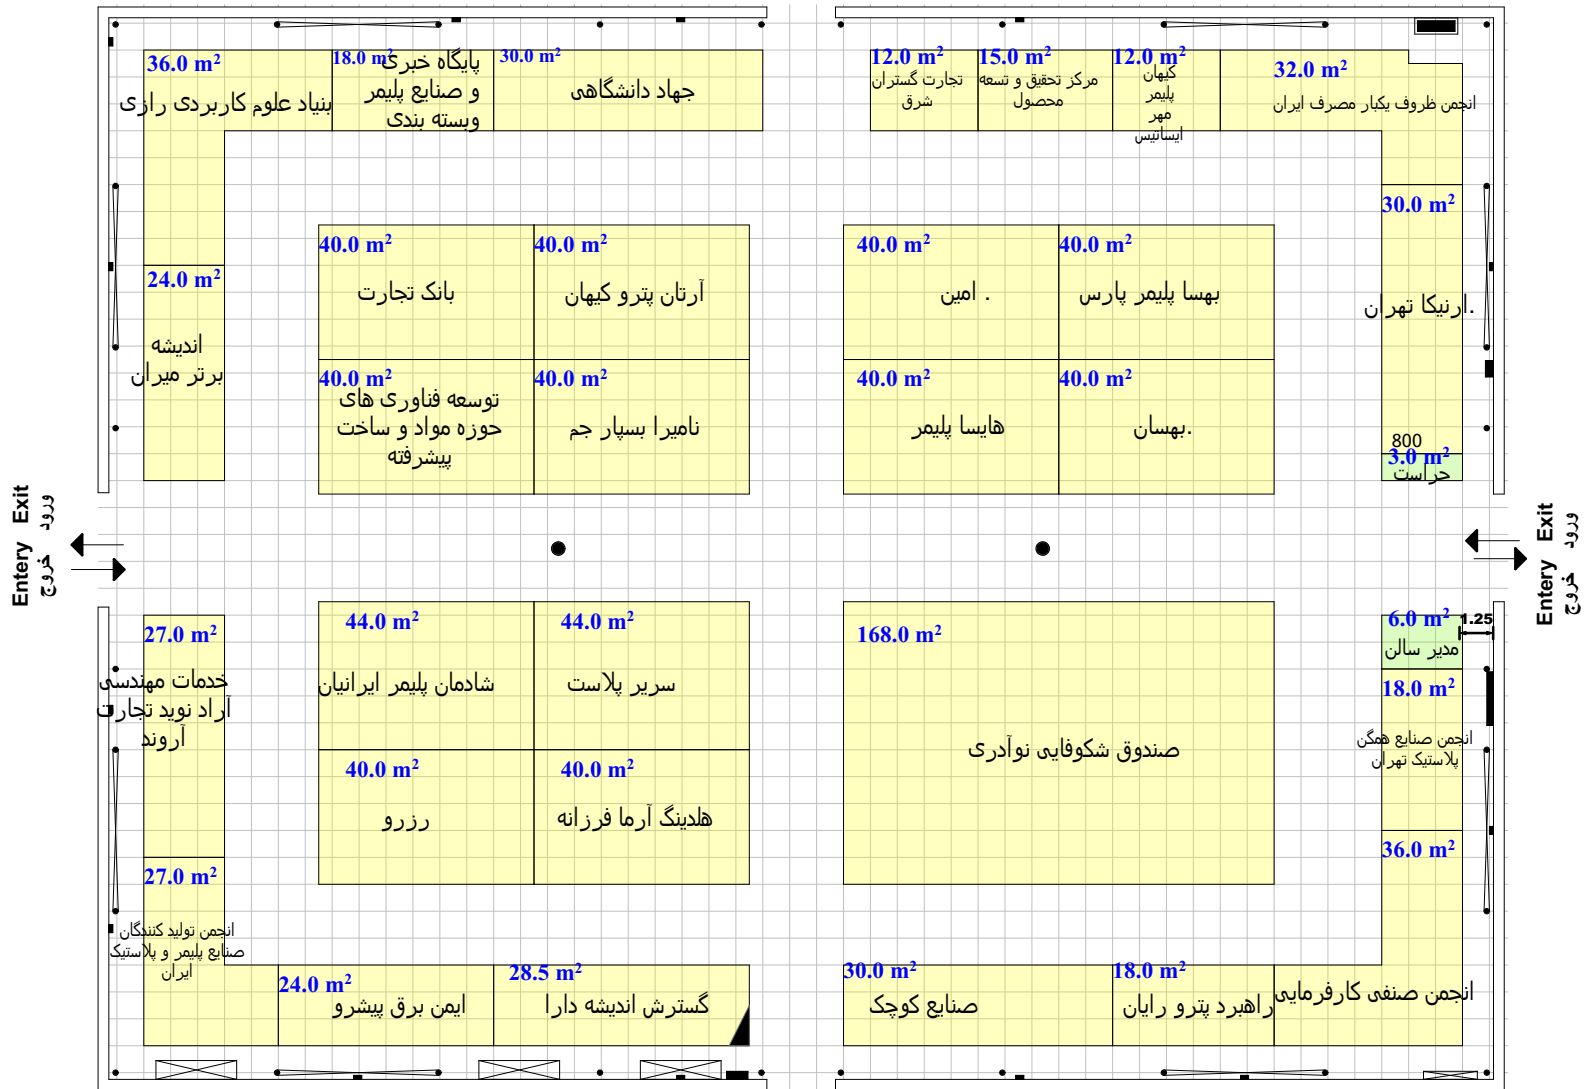 36.0 m²
بنیاد علوم کاربردی رازی
18.0 m²
پایگاه خبری
و صنایع پلیمر
وبسته بندی
30.0 m²
جهاد دانشگاهی
12.0 m²
تجارت گستران
شرق
15.0 m²
مرکز تحقیق و تسعه
محصول
12.0 m²
کیهان
پلیمر
مهر
ایساتیس
32.0 m²
انجمن ظروف یکبار مصرف ایران
24.0 m²
اندیشه
برتر میران
40.0 m²
بانک تجارت
40.0 m²
آرتان پترو کیهان
40.0 m²
امین .
40.0 m²
بهسا پلیمر پارس
30.0 m²
ارنیکا تهران.
40.0 m²
توسعه فناوری های
حوزه مواد و ساخت
پیشرفته
40.0 m²
نامیرا بسپار جم
40.0 m²
هایسا پلیمر
40.0 m²
بهسان.
800
3.0 m²
حراست
Entery Exit
ورود خروج
Entery Exit
ورود خروج
27.0 m²
خدمات مهندسی
آراد نوید تجارت
آروند
44.0 m²
شادمان پلیمر ایرانیان
44.0 m²
سریر پلاست
168.0 m²
صندوق شکوفایی نوآدری
6.0 m²
مدیر سالن
1.25
18.0 m²
انجمن صنایع همگن
پلاستیک تهران
40.0 m²
رزرو
40.0 m²
هلدینگ آرما فرزانه
36.0 m²
انجمن صنفی کارفرمایی
27.0 m²
انجمن تولید کنندگان
صنایع پلیمر و پلاستیک
ایران
24.0 m²
ایمن برق پیشرو
28.5 m²
گسترش اندیشه دارا
30.0 m²
صنایع کوچک
18.0 m²
راهبرد پترو رایان